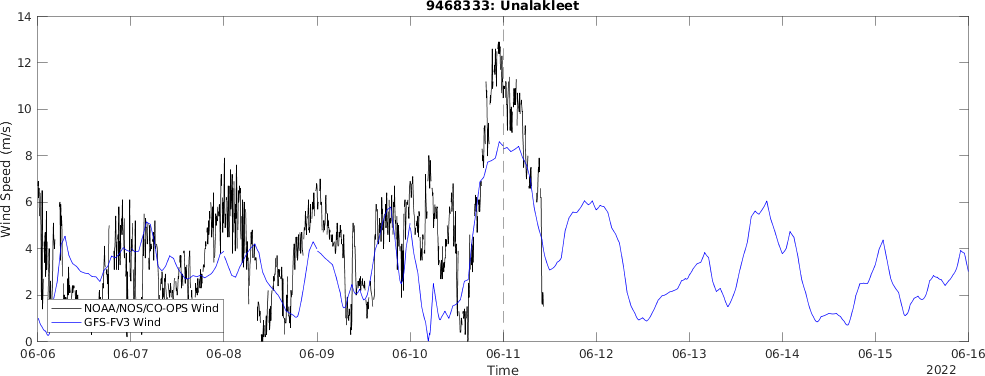 9468333: Unalakleet
14
12
10
8
6
4
2
0
Wind Speed (m/s)
NOAA/NOS/CO-OPS Wind
GFS-FV3 Wind
06-06 06-07 06-08 06-09 06-10 06-11 06-12 06-13 06-14 06-15 06-16
Time
2022